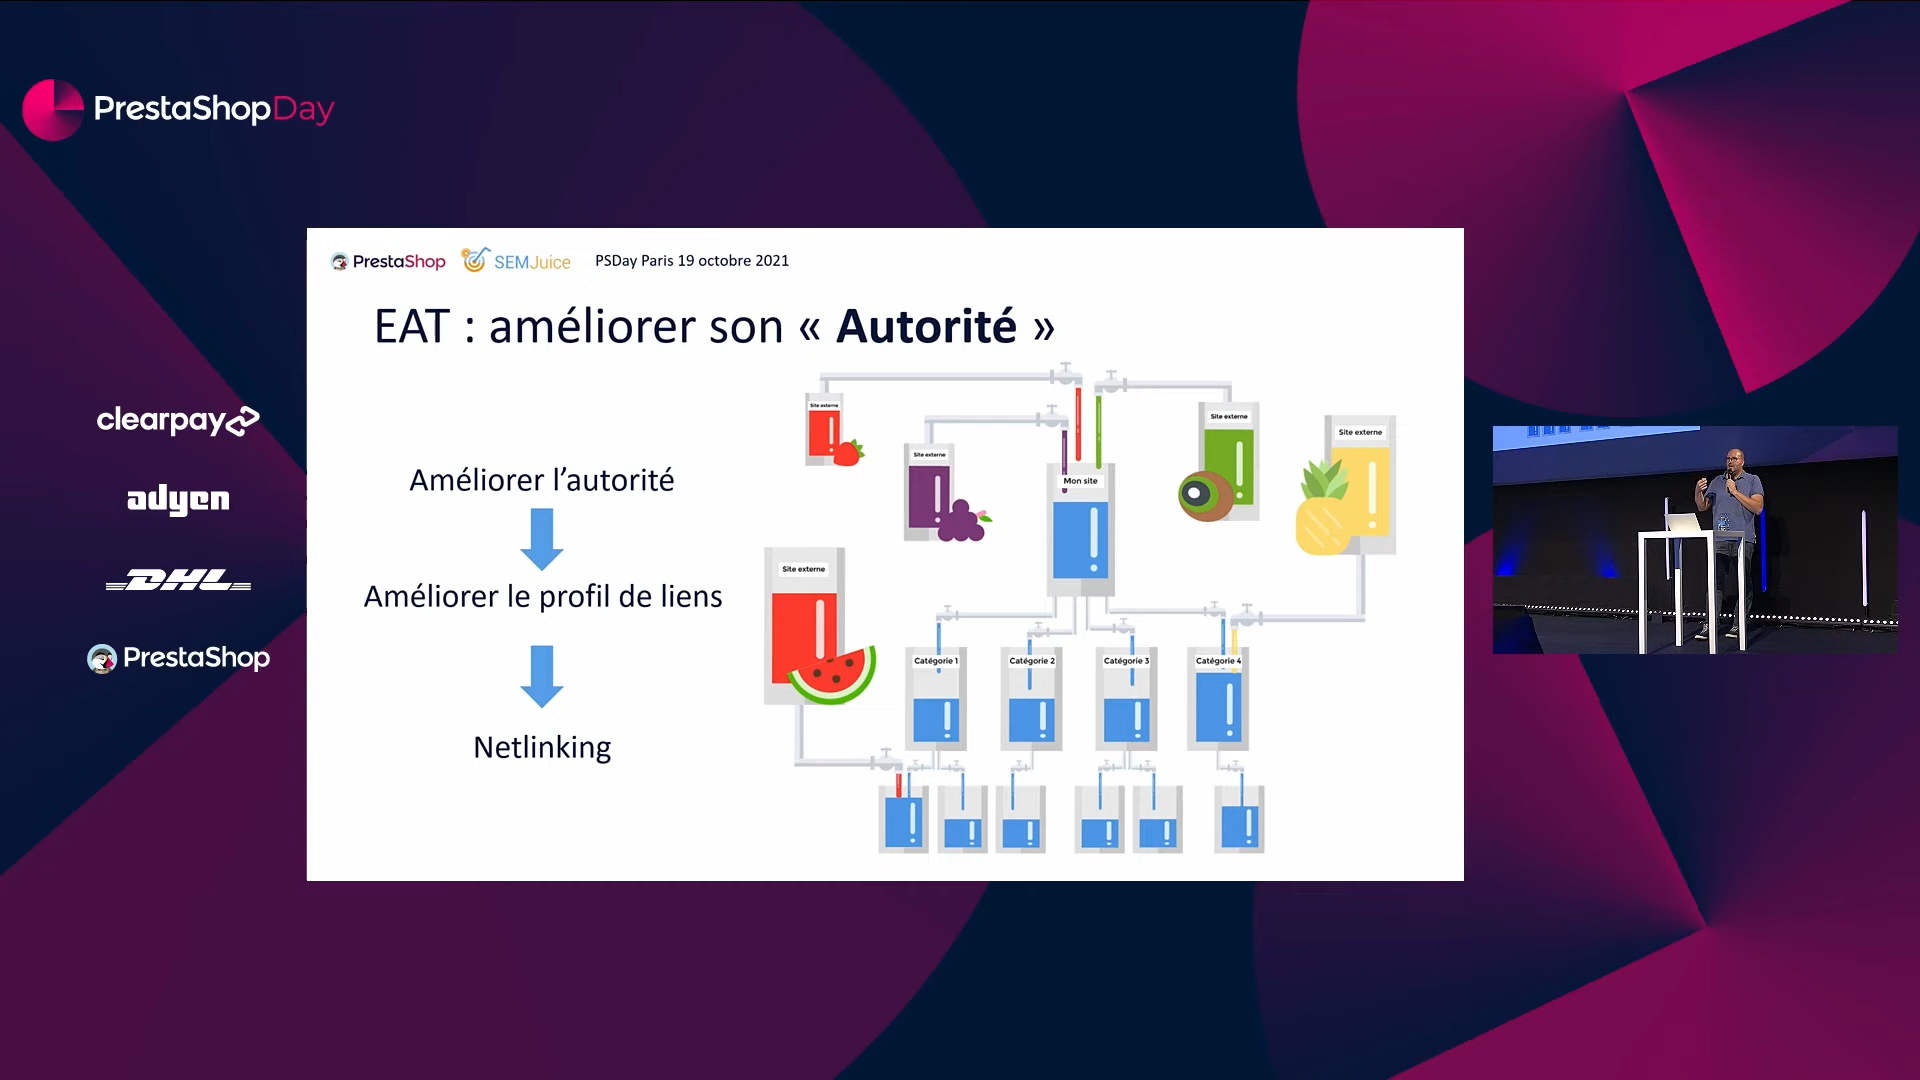 PrestaShopDay
clearpay
adyen
DHL
PrestaShop
PrestaShop
SEMJuice
PSDay Paris 19 octobre 2021
EAT : améliorer son « Autorité »
Améliorer l’autorité
Améliorer le profil de liens
Netlinking
Site externe
Site externe
Site externe
Site externe
Site externe
Mon site
Catégorie 1
Catégorie 2
Catégorie 3
Catégorie 4